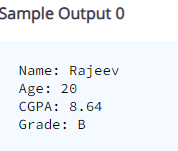 Sample Output 0
Name: Rajeev
Age: 20
CGPA: 8.64
Grade: B